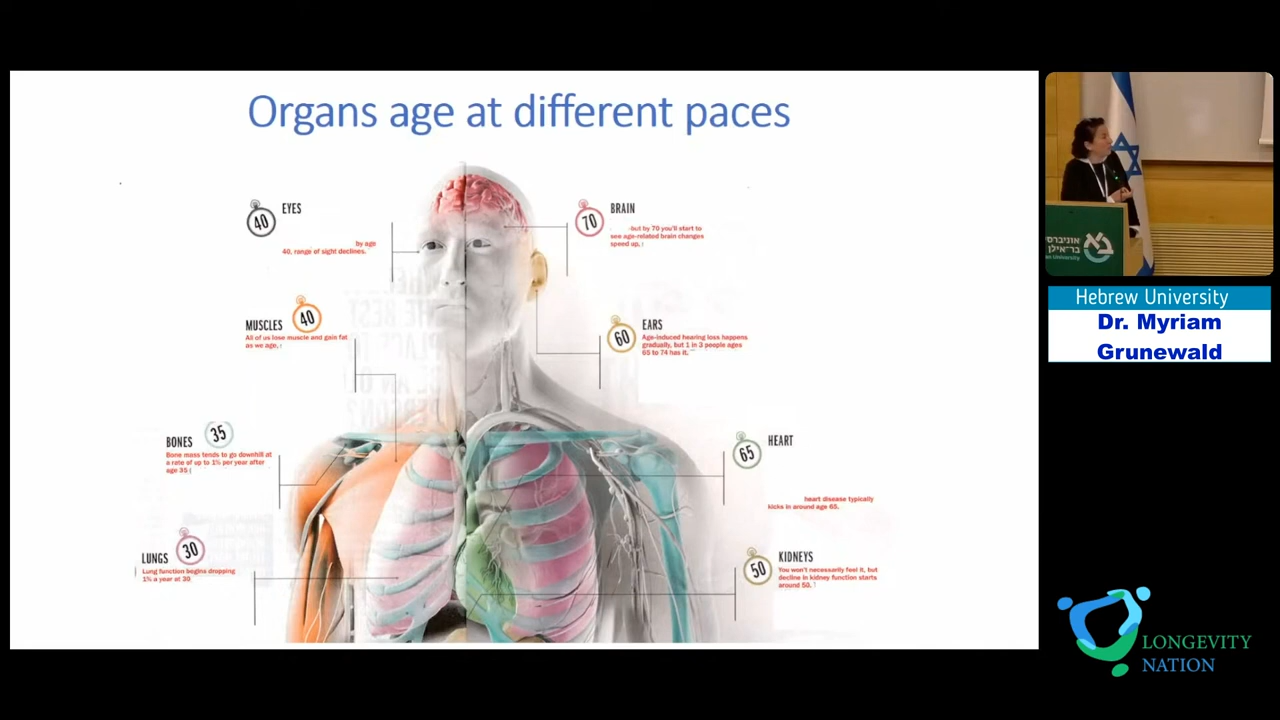 Organs age at different paces
40
EYES
by age
40, range of sight declines.
70
BRAIN
but by 70 you'll start to
see age-related brain changes
speed up,
MUSCLES
40
All of us lose muscle and gain fat
as we age,
60
EARS
Age-induced hearing loss happens
gradually, but 1 in 3 people ages
65 to 74 has it.
BONES
35
Bone mass tends to go downhill at
a rate of up to 1% per year after
age 35 (
65
HEART
heart disease typically
kicks in around age 65.
LUNGS
30
Lung function begins dropping
1% a year at 30
50
KIDNEYS
You won't necessarily feel it, but
decline in kidney function starts
around 50.
אוניברסי
בר־אילן
an University
Hebrew University
Dr. Myriam
Grunewald
LONGEVITY
NATION